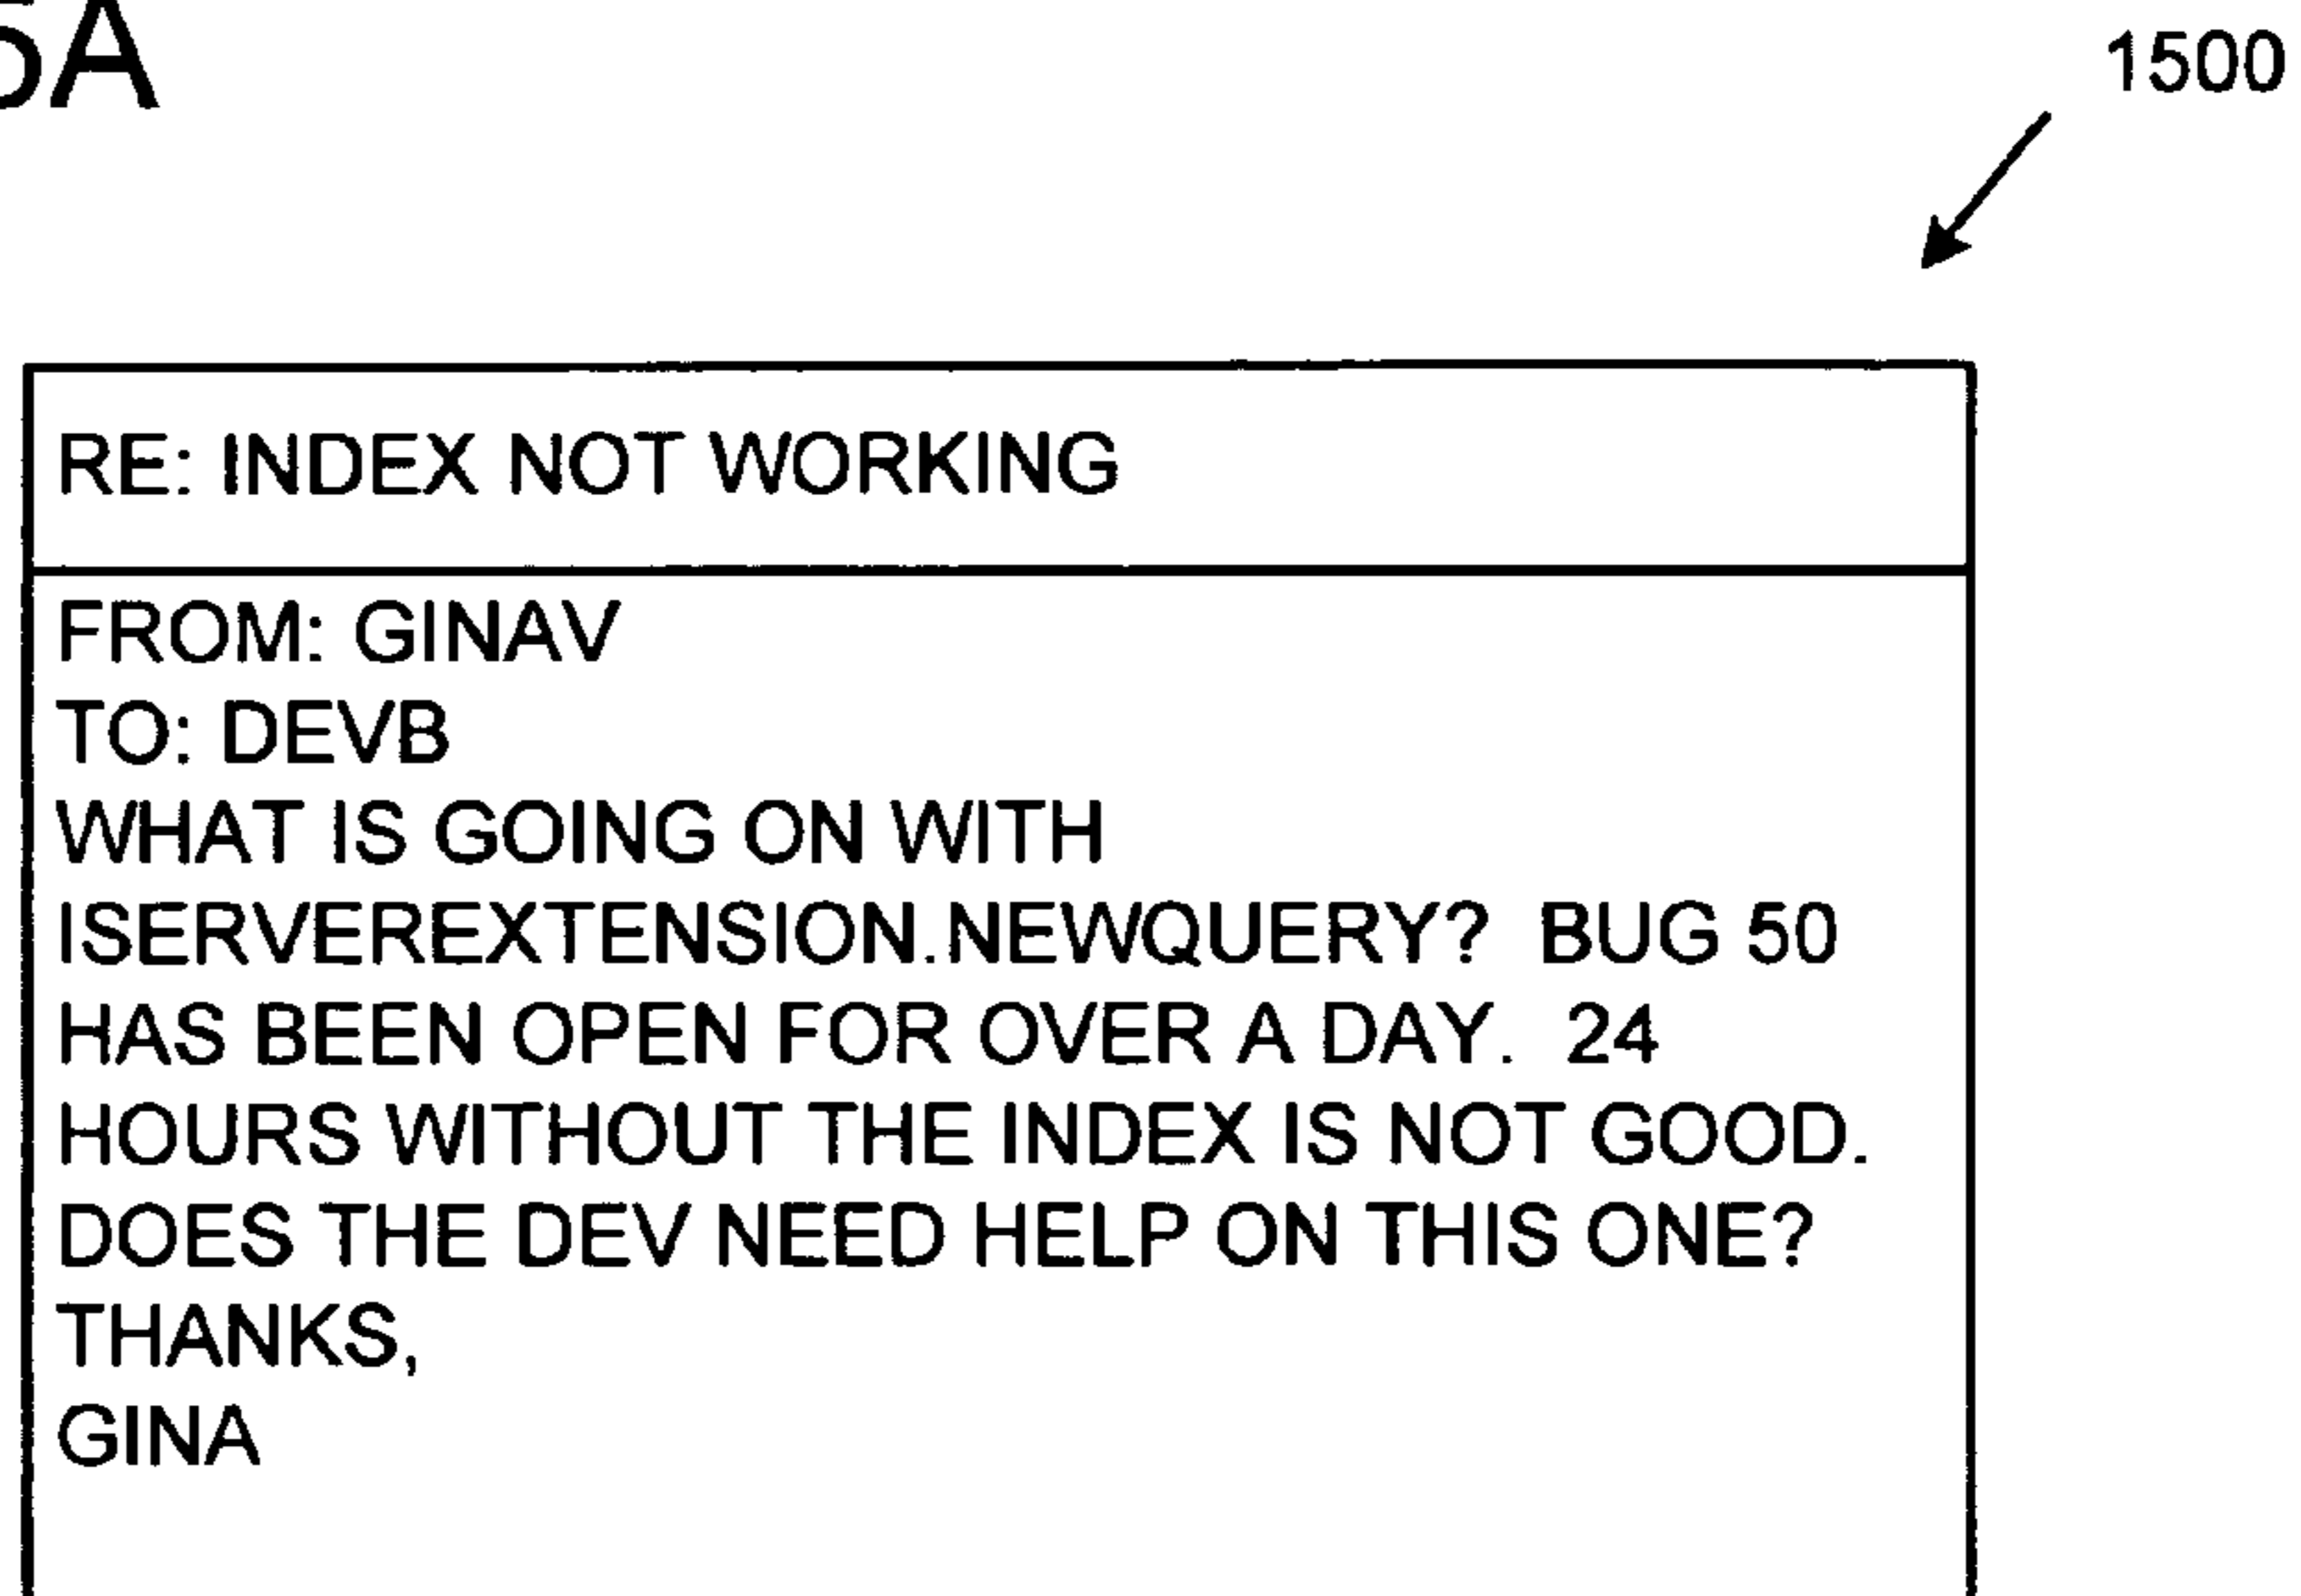 5A
1500
RE: INDEX NOT WORKING
FROM: GINAV
TO: DEVB
WHAT IS GOING ON WITH
ISERVEREXTENSION.NEWQUERY? BUG 50
HAS BEEN OPEN FOR OVER A DAY. 24
HOURS WITHOUT THE INDEX IS NOT GOOD.
DOES THE DEV NEED HELP ON THIS ONE?
THANKS,
GINA